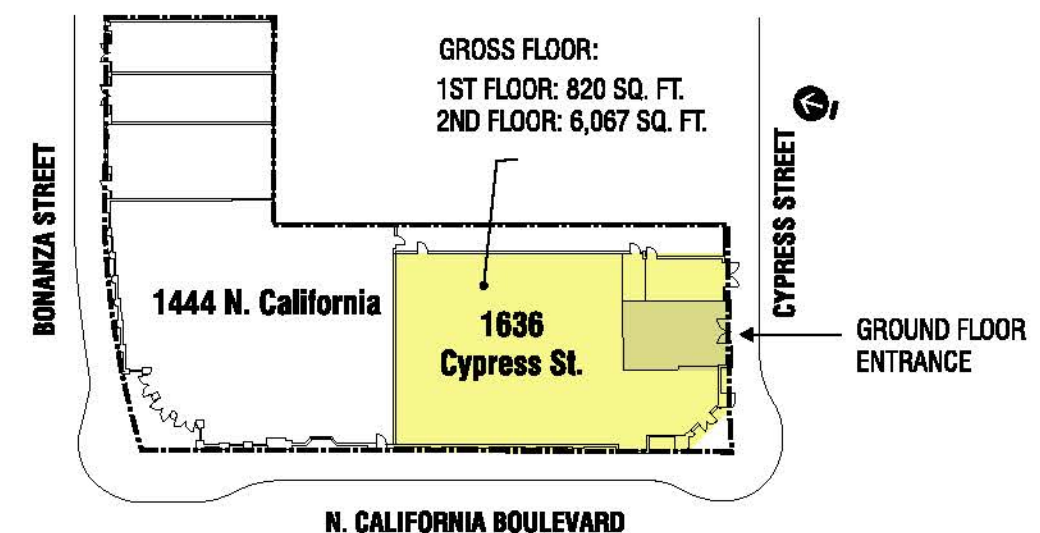 GROSS FLOOR:
1ST FLOOR: 820 SQ. FT.
2ND FLOOR: 6,067 SQ. FT.
BONANZA STREET
CYPRESS STREET
1444 N. California
1636
Cypress St.
GROUND FLOOR
ENTRANCE
N. CALIFORNIA BOULEVARD